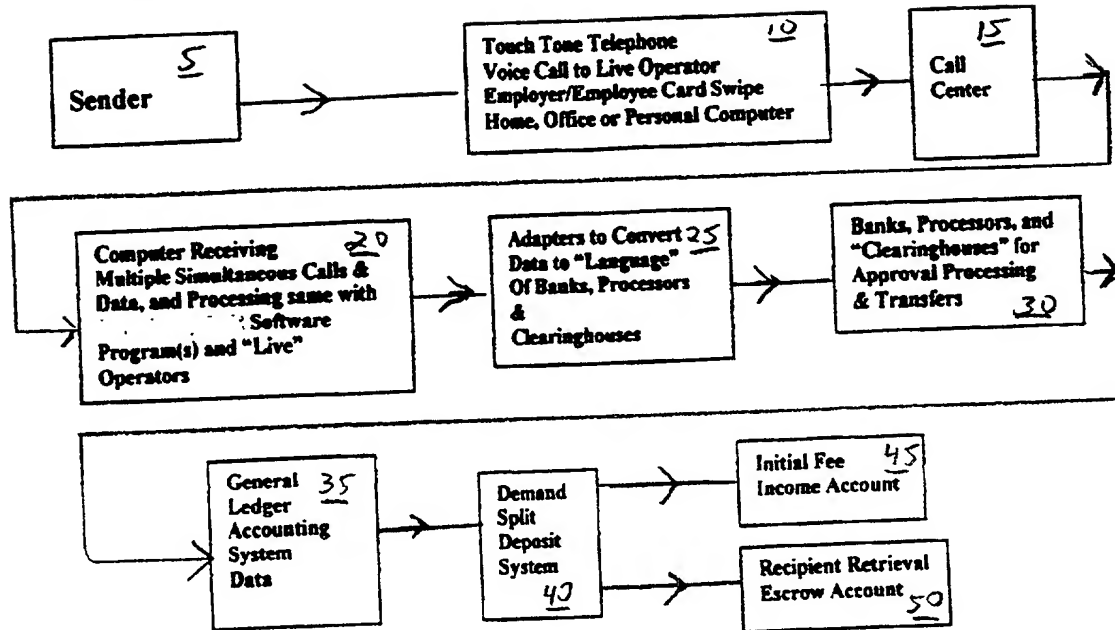 5
Sender
10
Touch Tone Telephone
Voice Call to Live Operator
Employer/Employee Card Swipe
Home, Office or Personal Computer
15
Call
Center
20
Computer Receiving
Multiple Simultaneous Calls &
Data, and Processing same with
Software
Program(s) and "Live"
Operators
Adapters to Convert 25
Data to "Language"
Of Banks, Processors
&
Clearinghouses
Banks, Processors, and
"Clearinghouses" for
Approval Processing
& Transfers
30
General 35
Ledger
Accounting
System
Data
Demand
Split
Deposit
System
40
Initial Fee 45
Income Account
Recipient Retrieval
Escrow Account 50